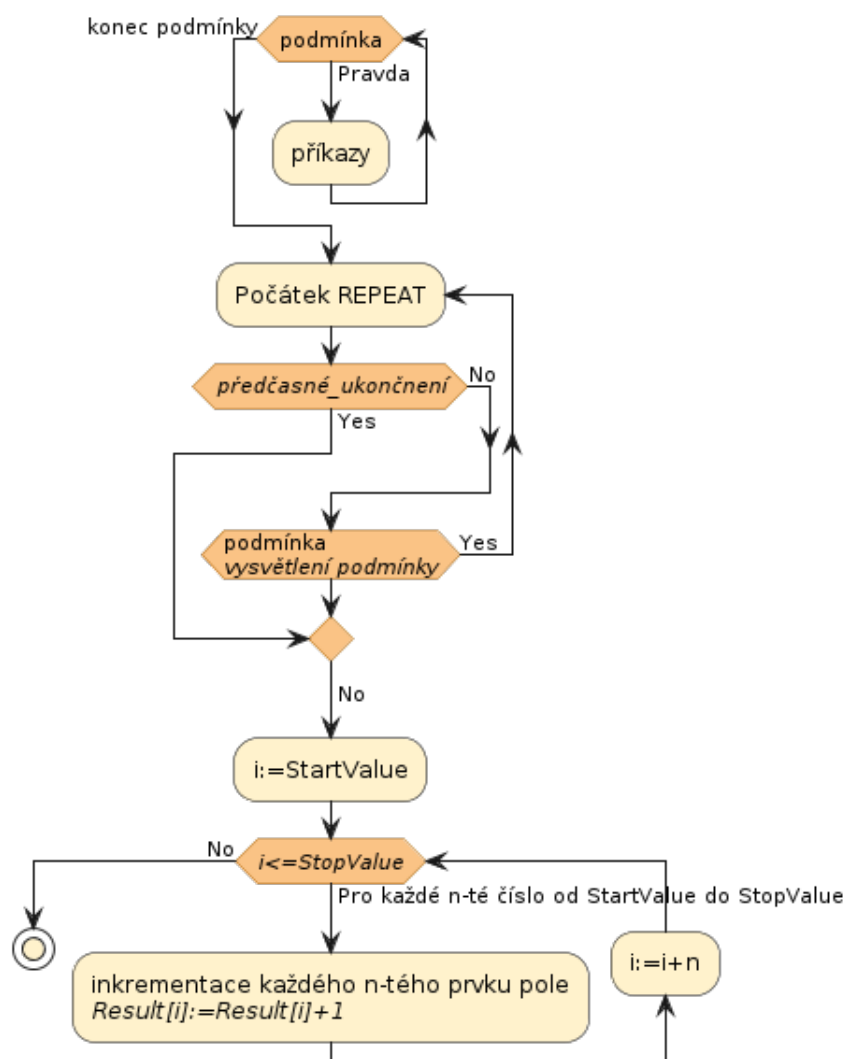 konec podmínky
podmínka
Pravda
příkazy
Počátek REPEAT
předčasné_ukončnení
No
Yes
podmínka
vysvětlení podmínky
Yes
No
i:=StartValue
No
i<=StopValue
Pro každé n-té číslo od StartValue do StopValue
i:=i+n
inkrementace každého n-tého prvku pole
Result[i]:=Result[i]+1